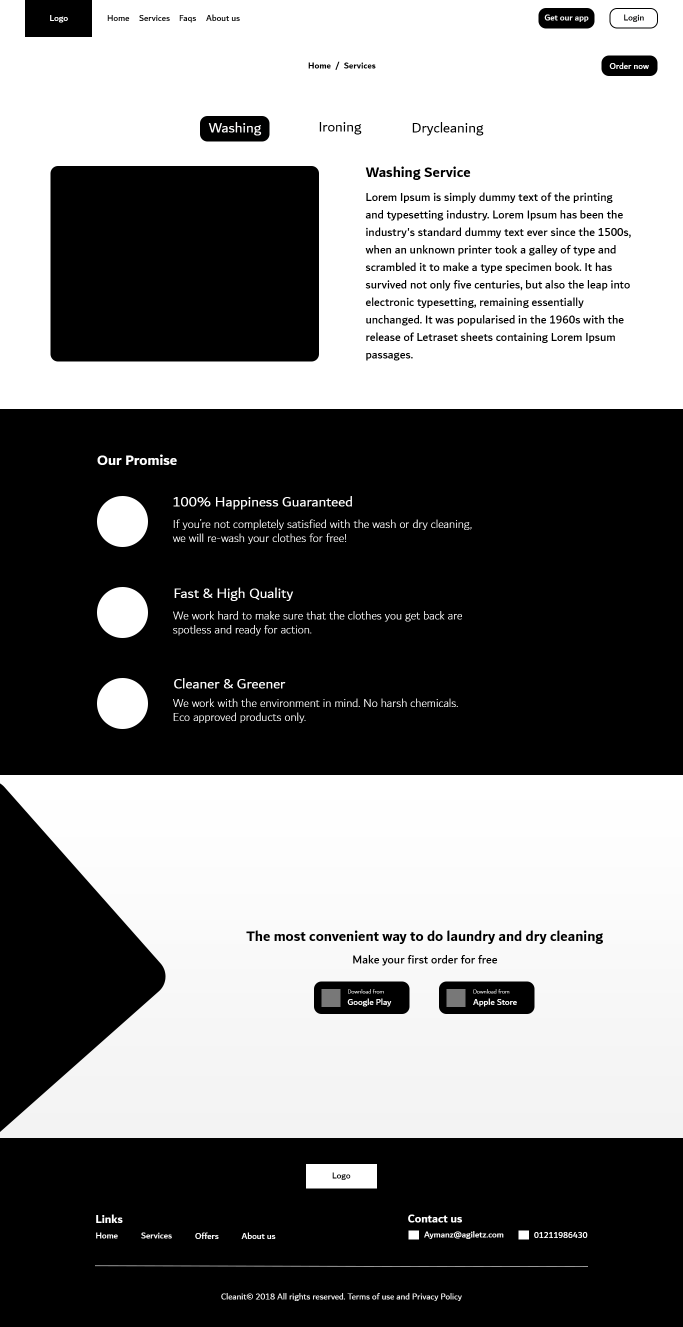 Logo
Home Services Faqs About us
Get our app
Login
Home / Services
Order now
Washing Ironing Drycleaning
Washing Service
Lorem Ipsum is simply dummy text of the printing
and typesetting industry. Lorem Ipsum has been the
industry's standard dummy text ever since the 1500s,
when an unknown printer took a galley of type and
scrambled it to make a type specimen book. It has
survived not only five centuries, but also the leap into
electronic typesetting, remaining essentially
unchanged. It was popularised in the 1960s with the
release of Letraset sheets containing Lorem Ipsum
passages.
Our Promise
100% Happiness Guaranteed
If you're not completely satisfied with the wash or dry cleaning,
we will re-wash your clothes for free!
Fast & High Quality
We work hard to make sure that the clothes you get back are
spotless and ready for action.
Cleaner & Greener
We work with the environment in mind. No harsh chemicals.
Eco approved products only.
The most convenient way to do laundry and dry cleaning
Make your first order for free
Download from
Google Play
Download from
Apple Store
Logo
Links
Home Services Offers About us
Contact us
Aymanz@agiletz.com 01211986430
Cleanit© 2018 All rights reserved. Terms of use and Privacy Policy